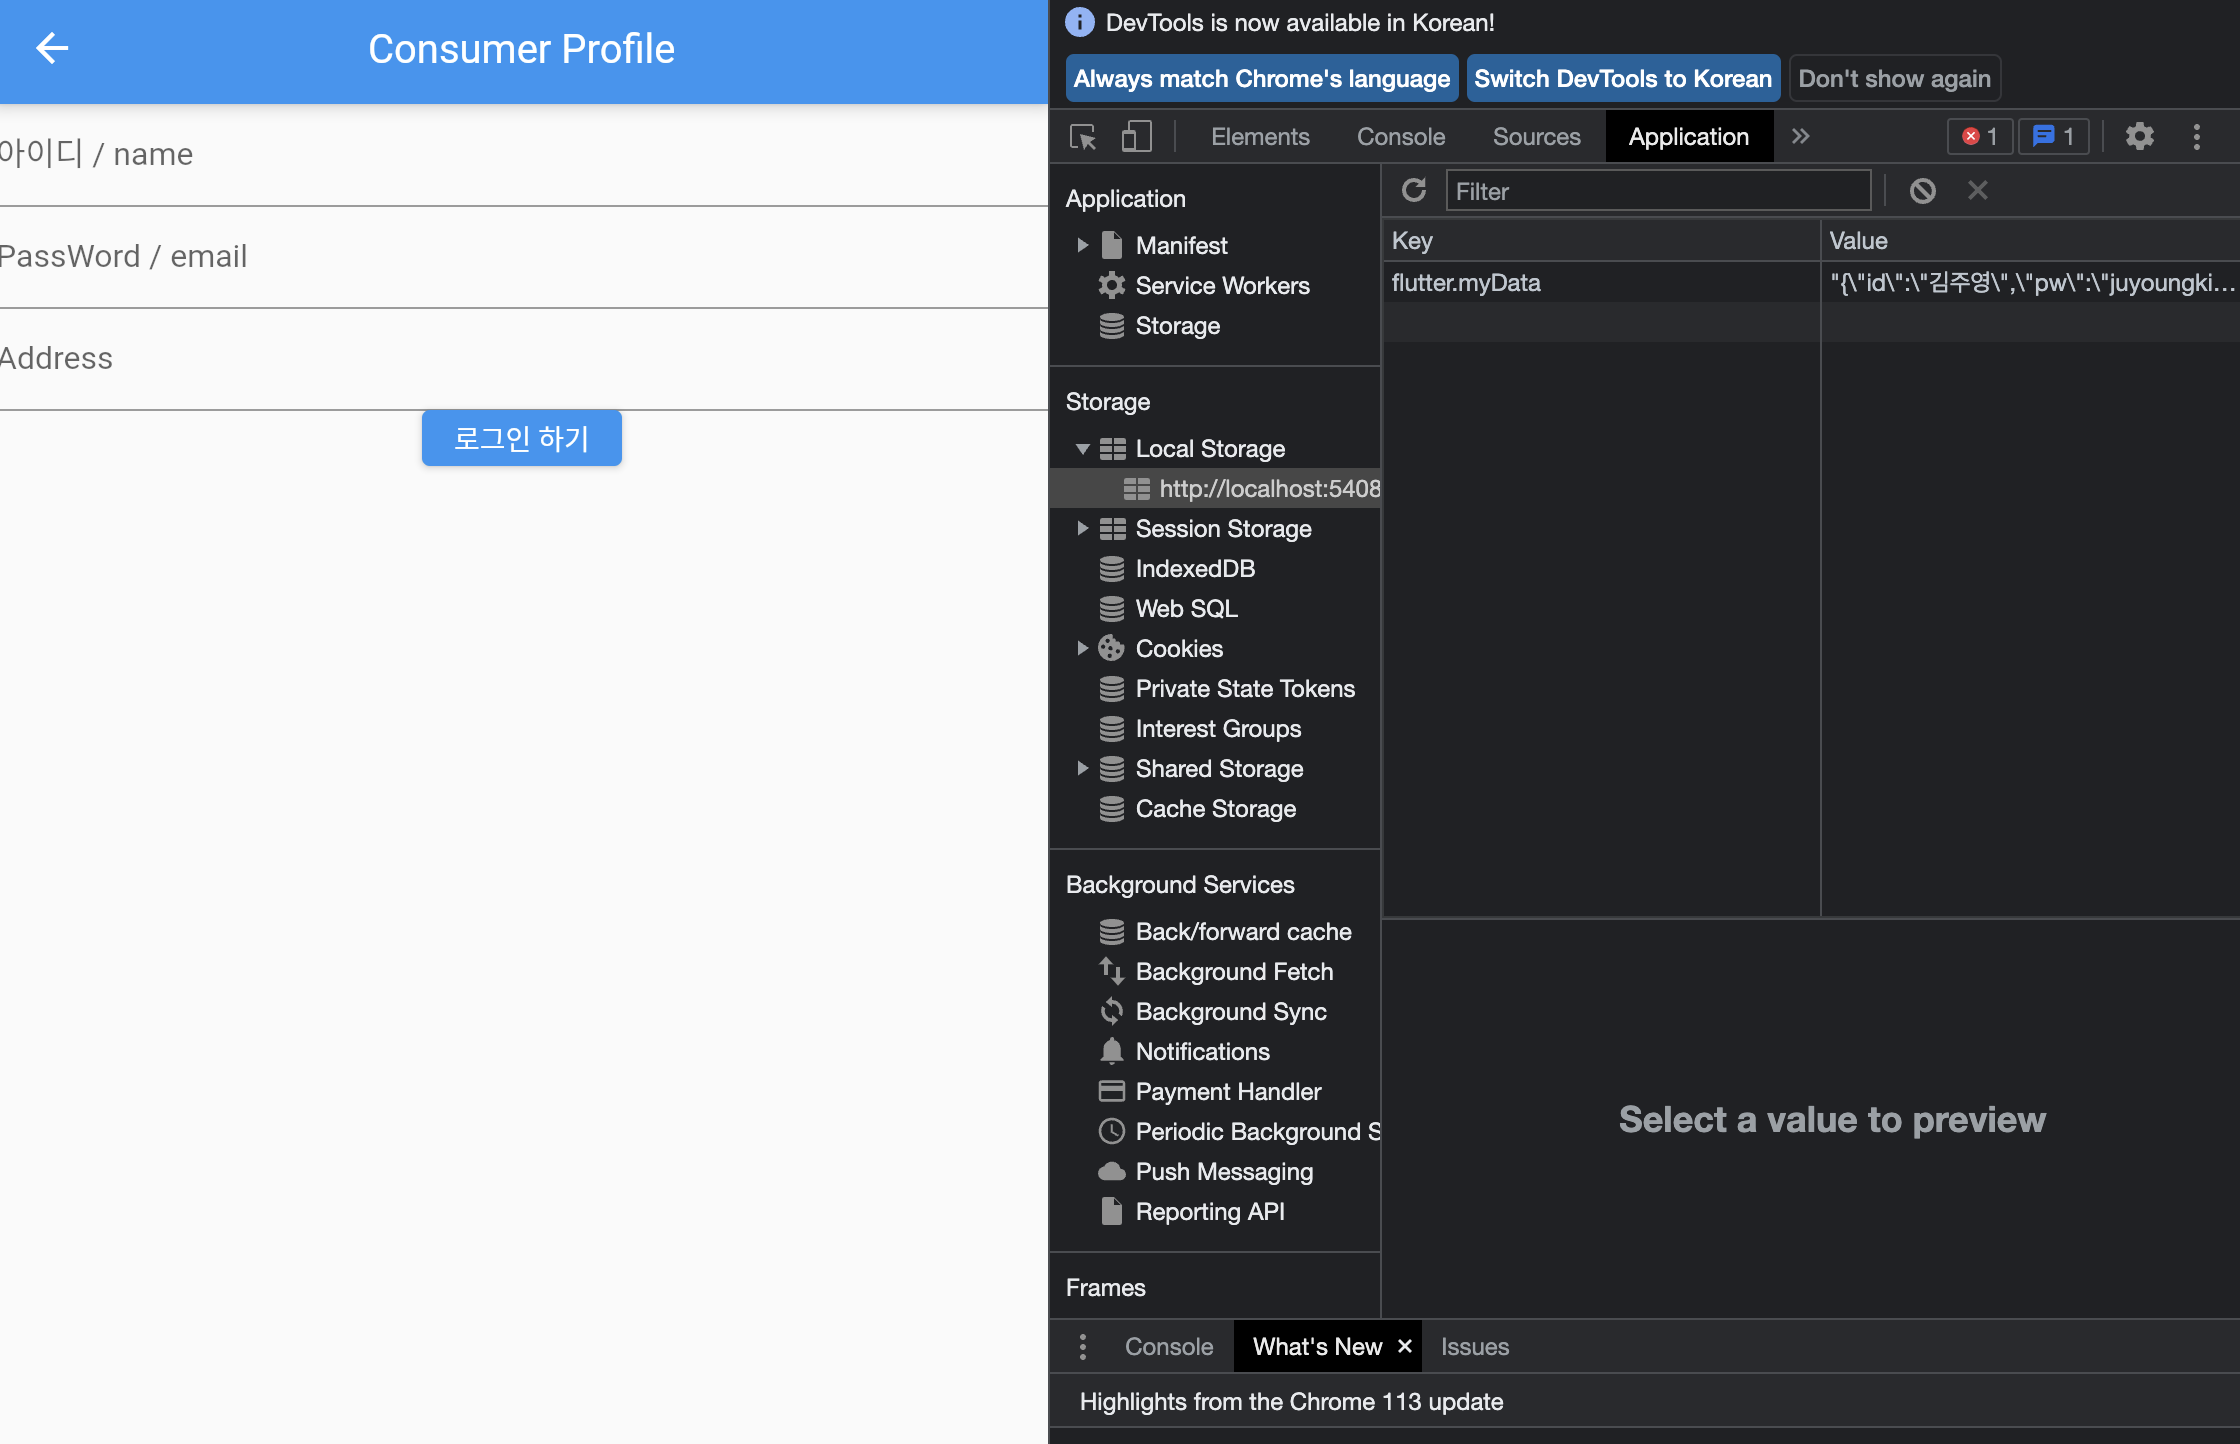 Consumer Profile
아이디 / name
PassWord / email
Address
로그인 하기
DevTools is now available in Korean!
Always match Chrome's language
Switch DevTools to Korean
Don't show again
Elements
Console
Sources
Application
1
1
Application
Manifest
Service Workers
Storage
Storage
Local Storage
http://localhost:5408
Session Storage
IndexedDB
Web SQL
Cookies
Private State Tokens
Interest Groups
Shared Storage
Cache Storage
Background Services
Back/forward cache
Background Fetch
Background Sync
Notifications
Payment Handler
Periodic Background S
Push Messaging
Reporting API
Frames
Filter
Key
Value
flutter.myData
"{\"id\":\"김주영\",\"pw\":\"juyoungki…
Select a value to preview
Console
What's New
Issues
Highlights from the Chrome 113 update